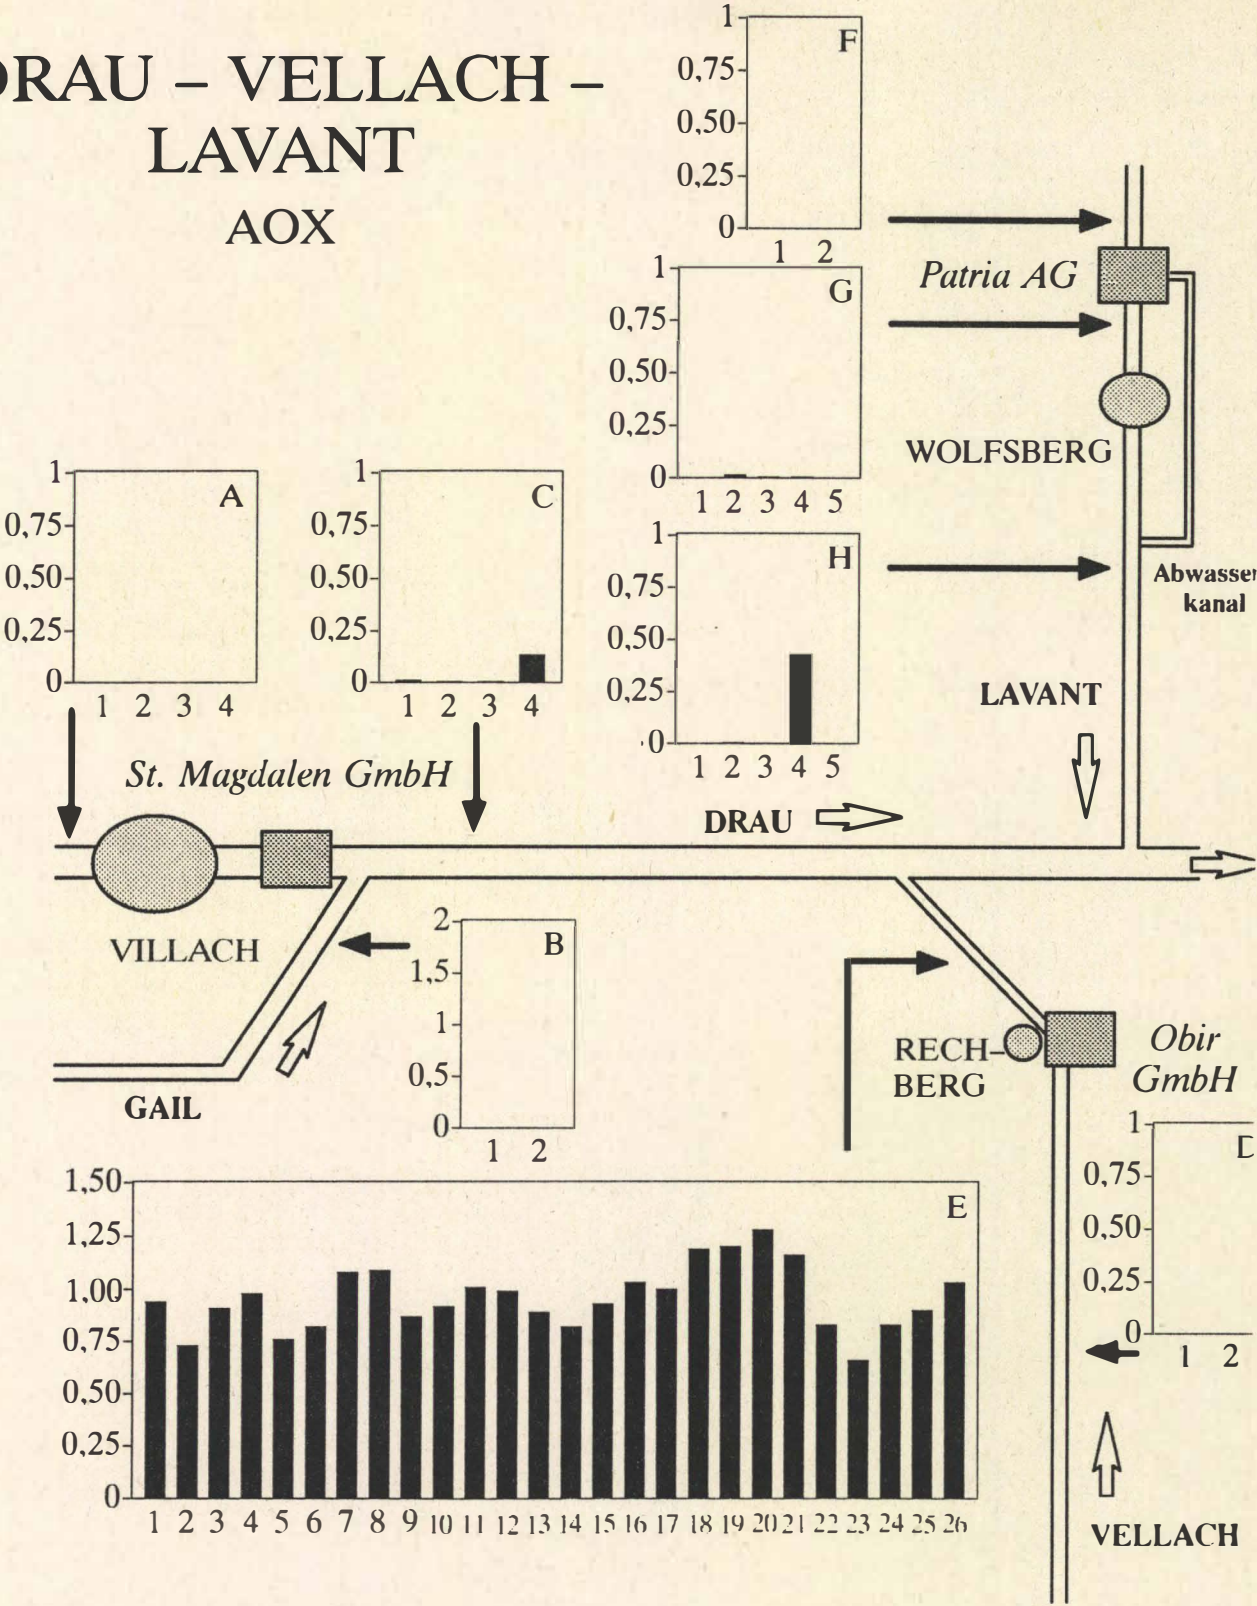 DRAU – VELLACH –
LAVANT
AOX
1
0,75
0,50
0,25
0
F
1 2
1
0,75
0,50
0,25
0
G
1 2 3 4 5
Patria AG
WOLFSBERG
1
0,75
0,50
0,25
0
A
1 2 3 4
1
0,75
0,50
0,25
0
C
1 2 3 4
1
0,75
0,50
0,25
0
H
1 2 3 4 5
Abwasser
kanal
LAVANT
St. Magdalen GmbH
DRAU
VILLACH
2
1,5
1
0,5
0
B
1 2
GAIL
RECH-
BERG
Obir
GmbH
1
0,75
0,50
0,25
0
D
1 2
1,50
1,25
1,00
0,75
0,50
0,25
0
E
1 2 3 4 5 6 7 8 9 10 11 12 13 14 15 16 17 18 19 20 21 22 23 24 25 26
VELLACH